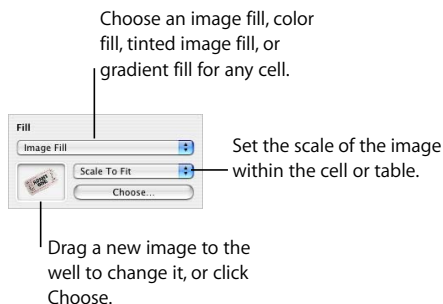 Choose an image fill, color
fill, tinted image fill, or
gradient fill for any cell.
Fill
Image Fill
Scale To Fit
Choose...
Set the scale of the image
within the cell or table.
Drag a new image to the
well to change it, or click
Choose.